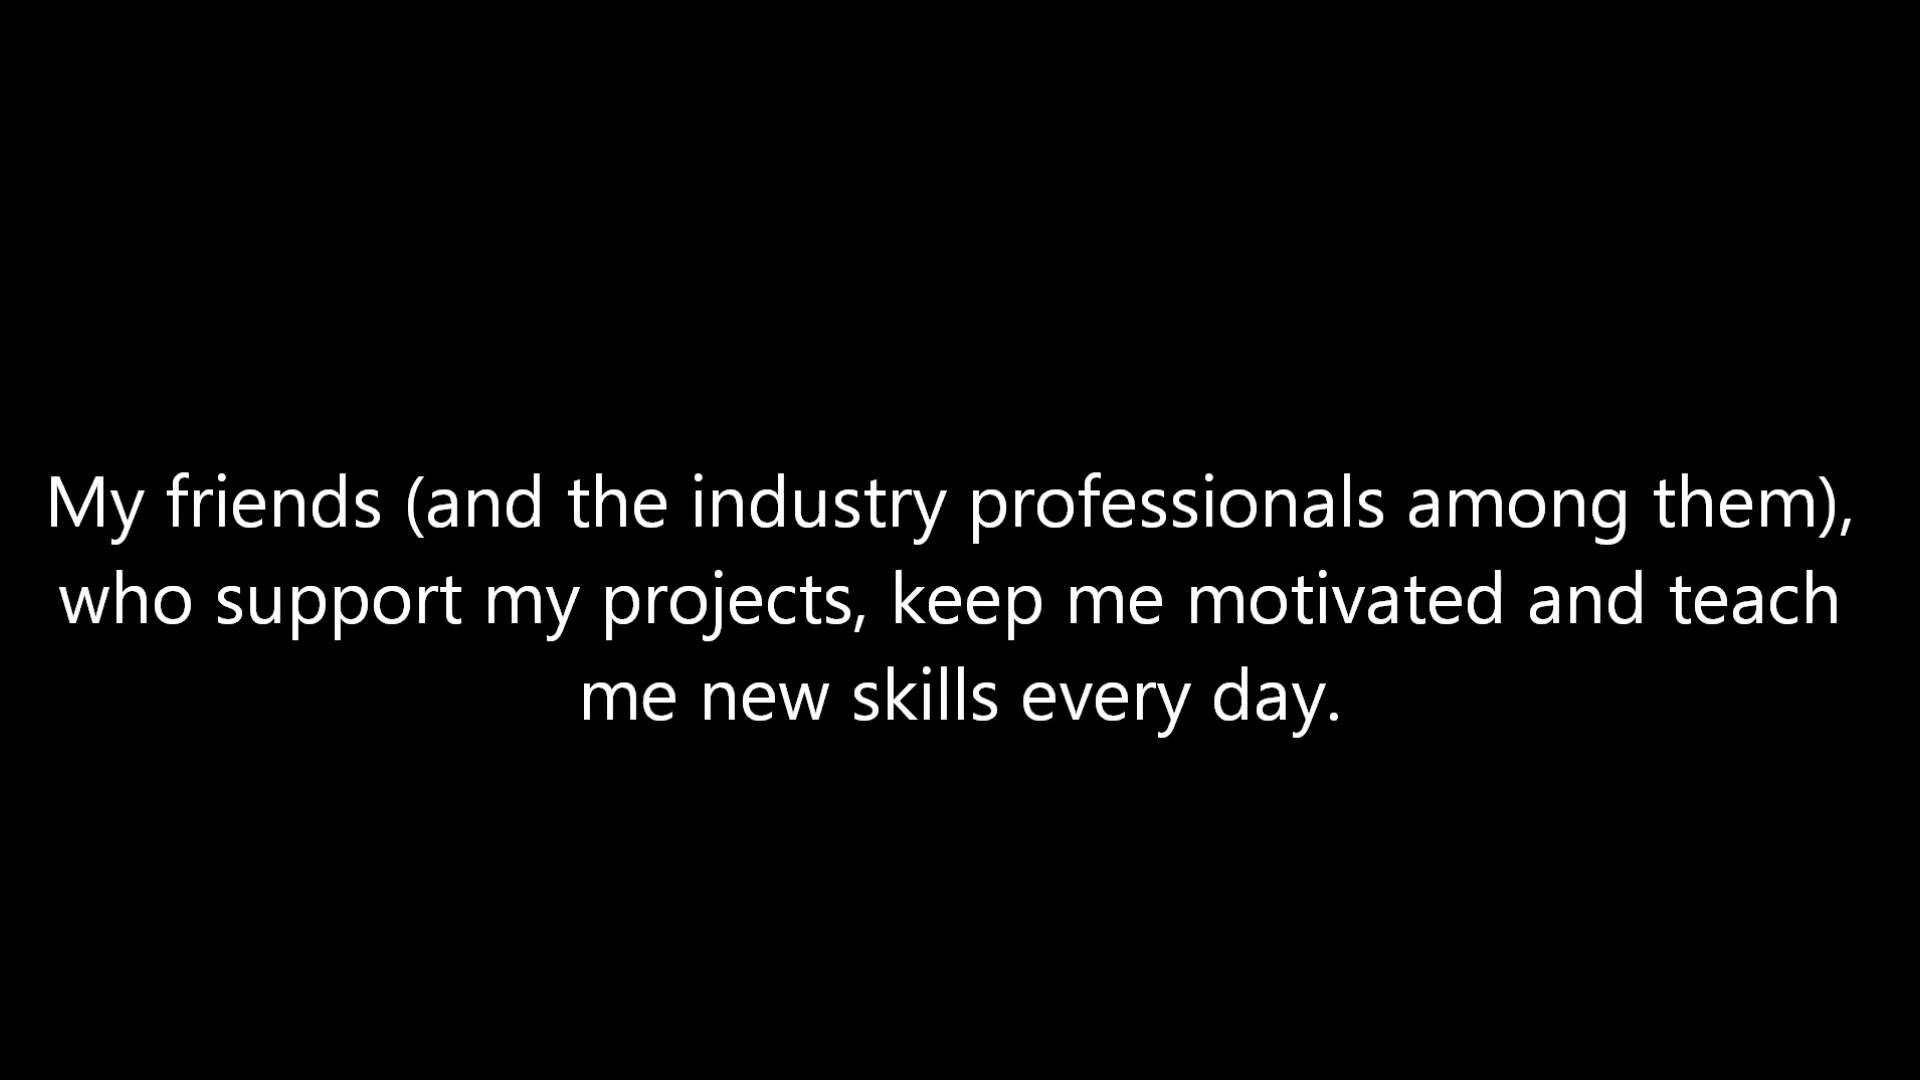 My friends (and the industry professionals among them),
who support my projects, keep me motivated and teach
me new skills every day.